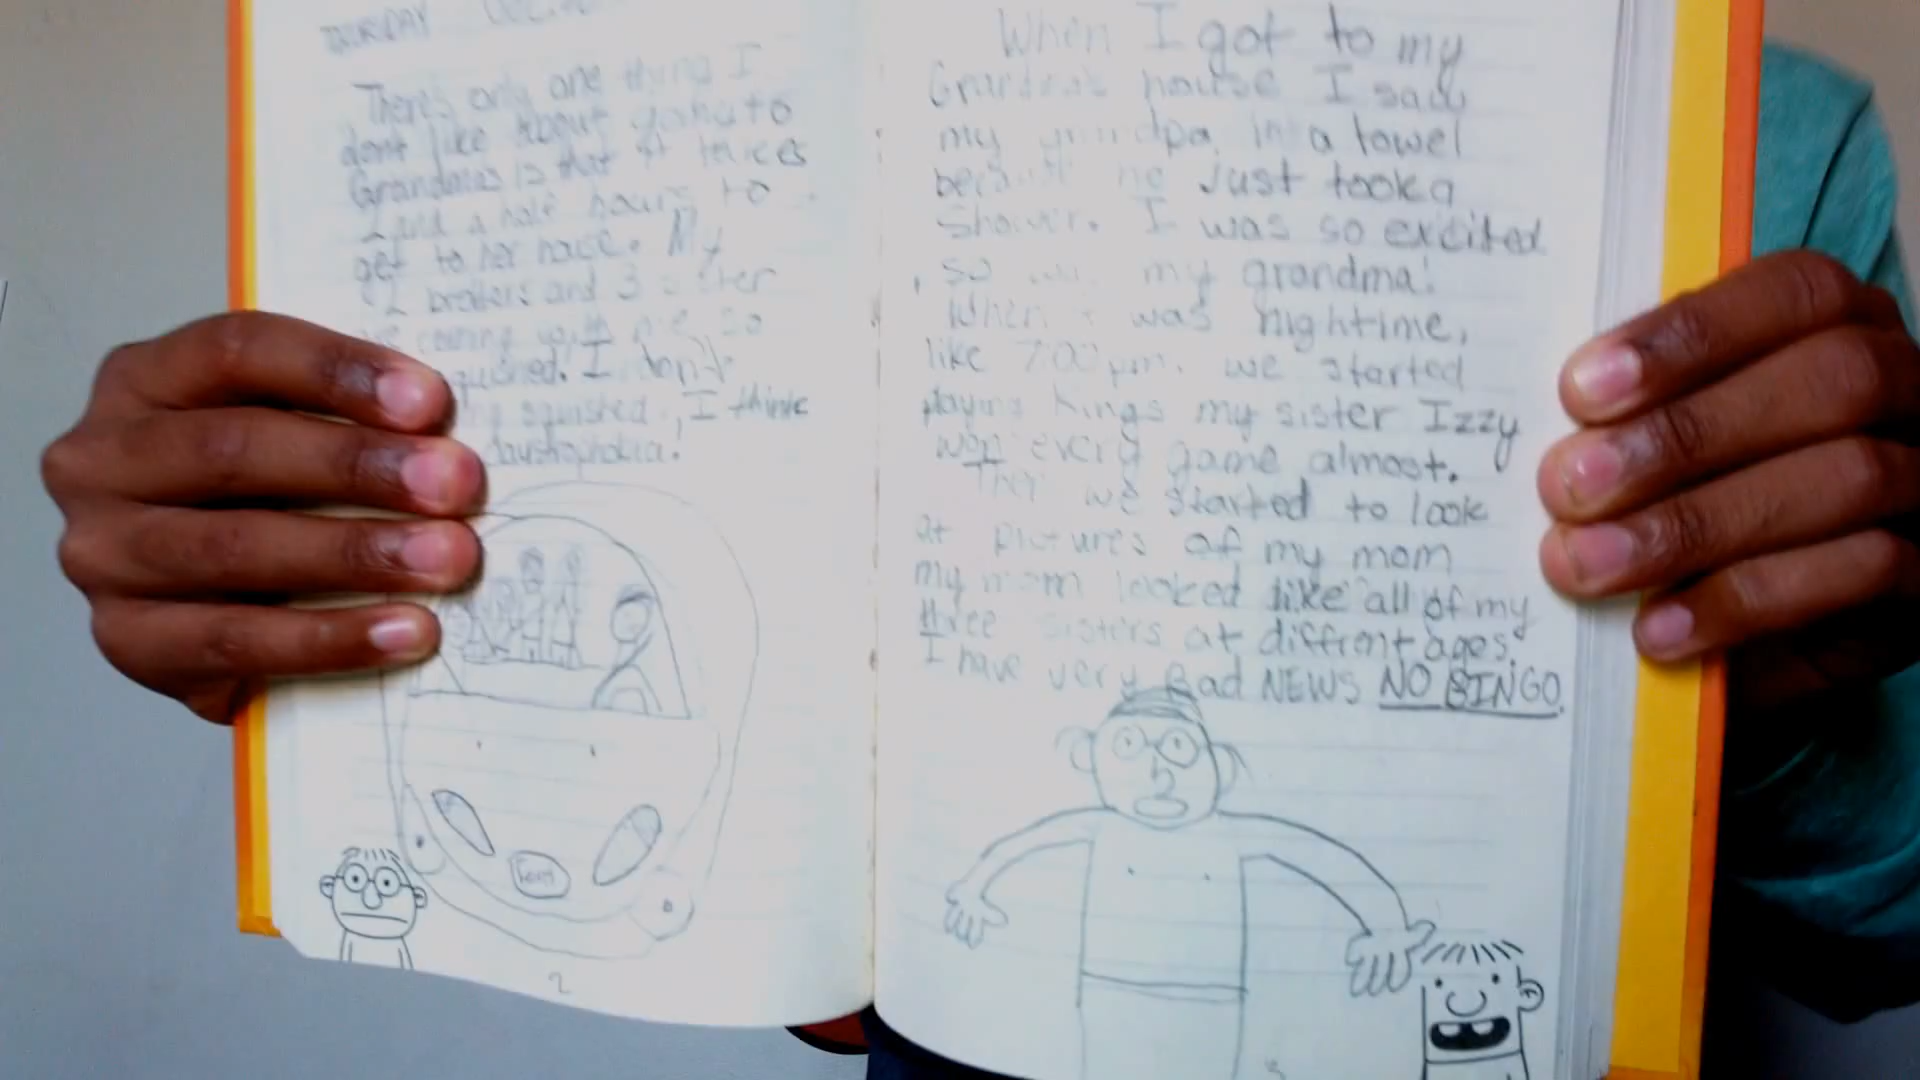 THURSDAY
There's only one thing I
dont like about going to
Grandmas is that it takes
2 and a half hours to
get to her house. My
2 brothers and 3
coming with me so
squished. I don't
squished, I think
claustrophobia!
2
When I got to my
Grandma's house I saw
my grandpa in a towel
because he just took a
Shower. I was so excited
, so was my grandma!
When it was nightime,
like 7:00 pm. we started
playing Kings my sister Izzy
won every game almost.
Then we started to look
at pictures of my mom
my mom looked like all of my
three sisters at diffrent ages.
I have very Bad NEWS NO BINGO.
3